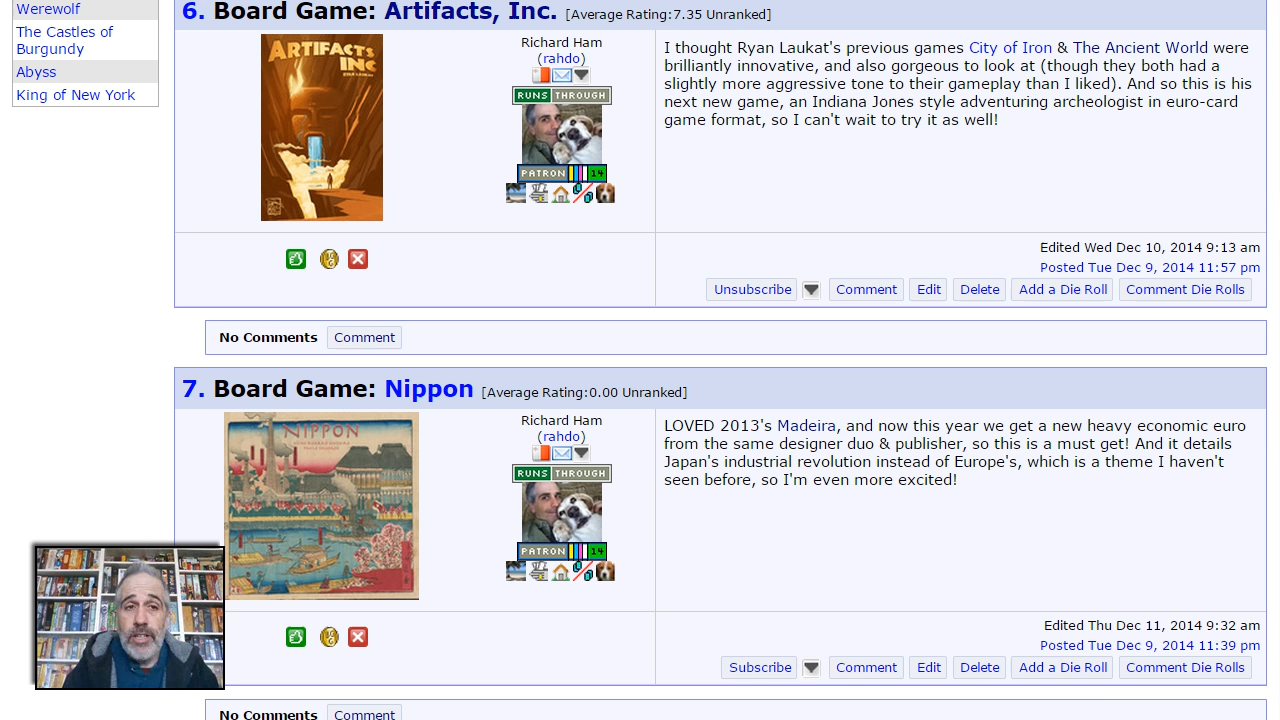 Werewolf
The Castles of
Burgundy
Abyss
King of New York
6. Board Game: Artifacts, Inc. [Average Rating:7.35 Unranked]
ARTIFACTS
INC
Richard Ham
(rahdo)
RUNS THROUGH
PATRON 14
I thought Ryan Laukat's previous games City of Iron & The Ancient World were
brilliantly innovative, and also gorgeous to look at (though they both had a
slightly more aggressive tone to their gameplay than I liked). And so this is his
next new game, an Indiana Jones style adventuring archeologist in euro-card
game format, so I can't wait to try it as well!
Edited Wed Dec 10, 2014 9:13 am
Posted Tue Dec 9, 2014 11:57 pm
Unsubscribe Comment Edit Delete Add a Die Roll Comment Die Rolls
No Comments Comment
7. Board Game: Nippon [Average Rating:0.00 Unranked]
NIPPON
Richard Ham
(rahdo)
RUNS THROUGH
PATRON 14
LOVED 2013's Madeira, and now this year we get a new heavy economic euro
from the same designer duo & publisher, so this is a must get! And it details
Japan's industrial revolution instead of Europe's, which is a theme I haven't
seen before, so I'm even more excited!
Edited Thu Dec 11, 2014 9:32 am
Posted Tue Dec 9, 2014 11:39 pm
Subscribe Comment Edit Delete Add a Die Roll Comment Die Rolls
No Comments Comment